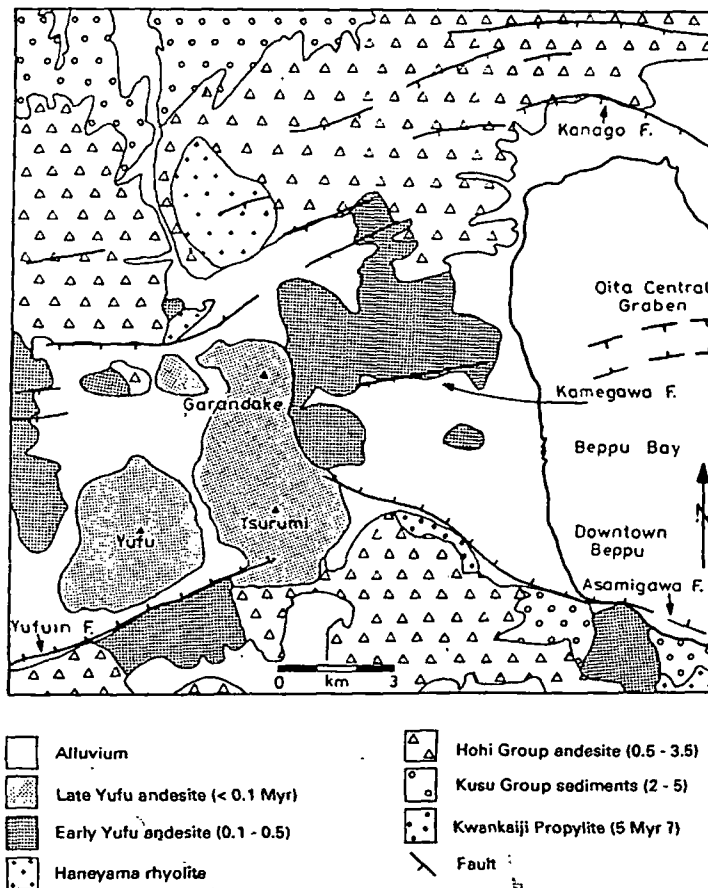 Kanago F.
Oita Central
Graben
Garandake
Kamegawa F.
Beppu Bay
Tsurumi
Yufu
Downtown
Beppu
N
Asamigawa F.
Yufuin F.
0 km 3
Alluvium
Late Yufu andesite (< 0.1 Myr)
Early Yufu andesite (0.1 - 0.5)
Haneyama rhyolite
Hohi Group andesite (0.5 - 3.5)
Kusu Group sediments (2 - 5)
Kwankaiji Propylite (5 Myr ?)
Fault